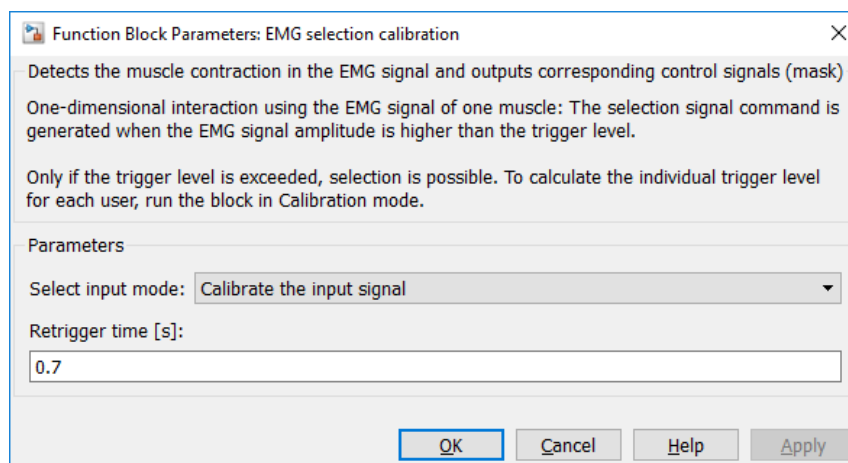 Function Block Parameters: EMG selection calibration
Detects the muscle contraction in the EMG signal and outputs corresponding control signals (mask)
One-dimensional interaction using the EMG signal of one muscle: The selection signal command is
generated when the EMG signal amplitude is higher than the trigger level.
Only if the trigger level is exceeded, selection is possible. To calculate the individual trigger level
for each user, run the block in Calibration mode.
Parameters
Select input mode: Calibrate the input signal
Retrigger time [s]:
0.7
OK Cancel Help Apply